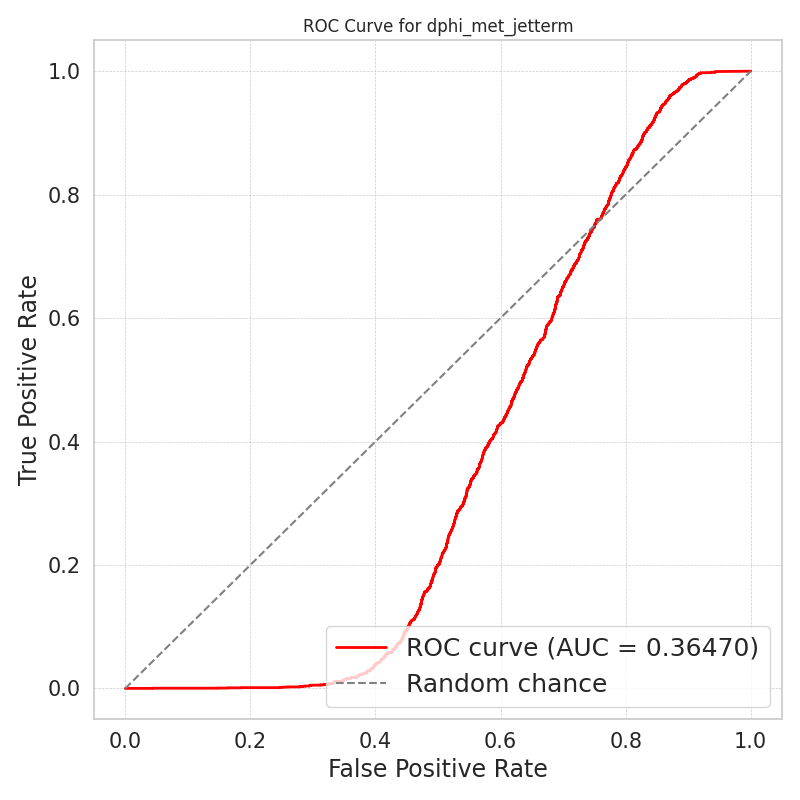 ROC Curve for dphi_met_jetterm
True Positive Rate
1.0
0.8
0.6
0.4
0.2
0.0
ROC curve (AUC = 0.36470)
Random chance
0.0 0.2 0.4 0.6 0.8 1.0
False Positive Rate